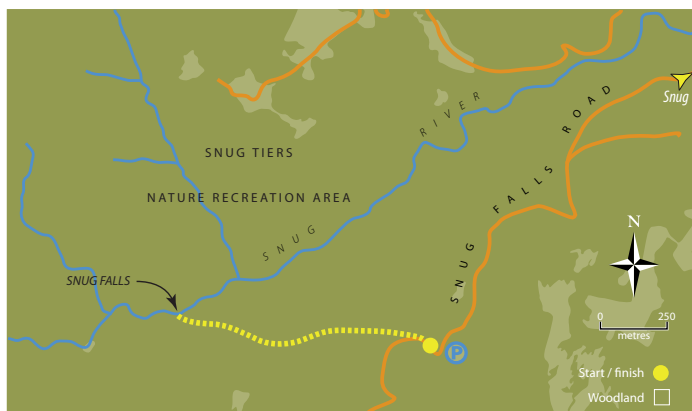 Snug
SNUG RIVER
SNUG TIERS
NATURE RECREATION AREA
SNUG FALLS ROAD
SNUG FALLS
N
0 250
metres
P
Start / finish
Woodland